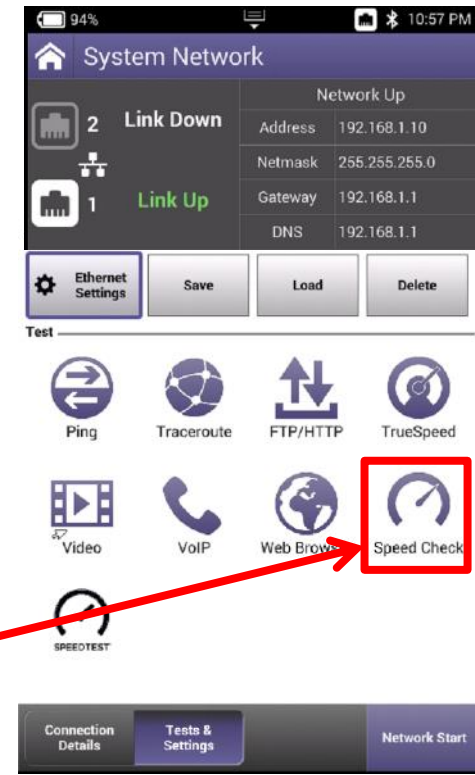 94% 10:57 PM
System Network
Network Up
2 Link Down Address 192.168.1.10
Netmask 255.255.255.0
1 Link Up Gateway 192.168.1.1
DNS 192.168.1.1
Ethernet Settings Save Load Delete
Test
Ping Traceroute FTP/HTTP TrueSpeed
Video VoIP Web Brows Speed Check
SPEEDTEST
Connection Details Tests & Settings Network Start